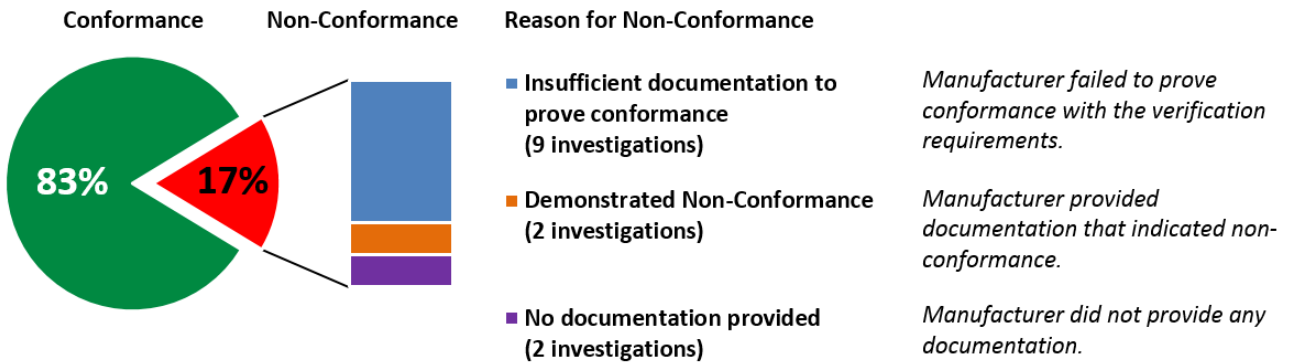 Conformance
Non-Conformance
Reason for Non-Conformance
83%
17%
Insufficient documentation to
prove conformance
(9 investigations)
Manufacturer failed to prove
conformance with the verification
requirements.
Demonstrated Non-Conformance
(2 investigations)
Manufacturer provided
documentation that indicated non-
conformance.
No documentation provided
(2 investigations)
Manufacturer did not provide any
documentation.